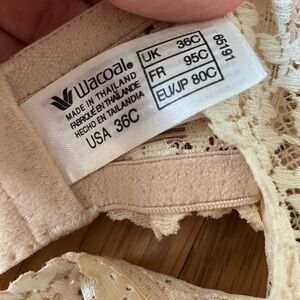 Wacoal®
MADE IN THAILAND
FABRIQUÉ EN THAÏLANDE
HECHO EN TAILANDIA
USA 36C
UK 36C
FR 95C
EU/JP 80C
65191